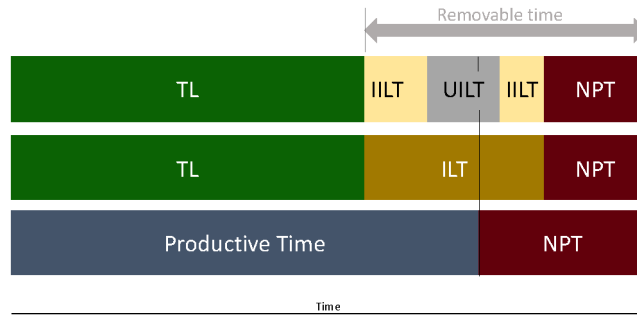 Removable time
TL IILT UILT IILT NPT
TL ILT NPT
Productive Time NPT
Time